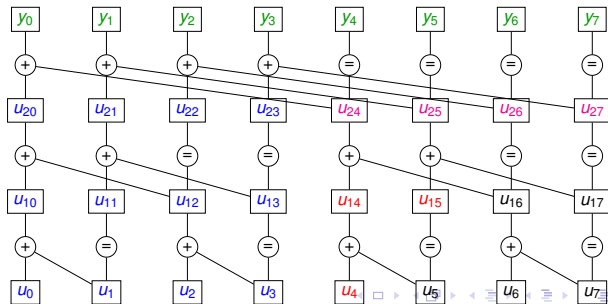 y0 y1 y2 y3 y4 y5 y6 y7
+ + + + = = = =
u20 u21 u22 u23 u24 u25 u26 u27
+ + = = + + = =
u10 u11 u12 u13 u14 u15 u16 u17
+ = + = + = + =
u0 u1 u2 u3 u4 u5 u6 u7